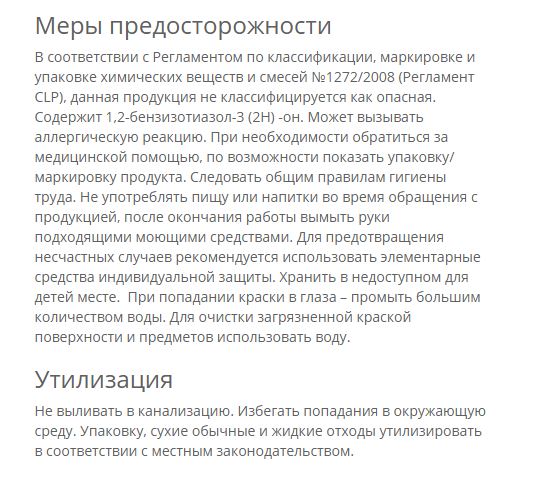 Меры предосторожности
В соответствии с Регламентом по классификации, маркировке и
упаковке химических веществ и смесей №1272/2008 (Регламент
CLP), данная продукция не классифицируется как опасная.
Содержит 1,2-бензизотиазол-3 (2H) -он. Может вызывать
аллергическую реакцию. При необходимости обратиться за
медицинской помощью, по возможности показать упаковку/
маркировку продукта. Следовать общим правилам гигиены
труда. Не употреблять пищу или напитки во время обращения с
продукцией, после окончания работы вымыть руки
подходящими моющими средствами. Для предотвращения
несчастных случаев рекомендуется использовать элементарные
средства индивидуальной защиты. Хранить в недоступном для
детей месте.  При попадании краски в глаза – промыть большим
количеством воды. Для очистки загрязненной краской
поверхности и предметов использовать воду.
Утилизация
Не выливать в канализацию. Избегать попадания в окружающую
среду. Упаковку, сухие обычные и жидкие отходы утилизировать
в соответствии с местным законодательством.